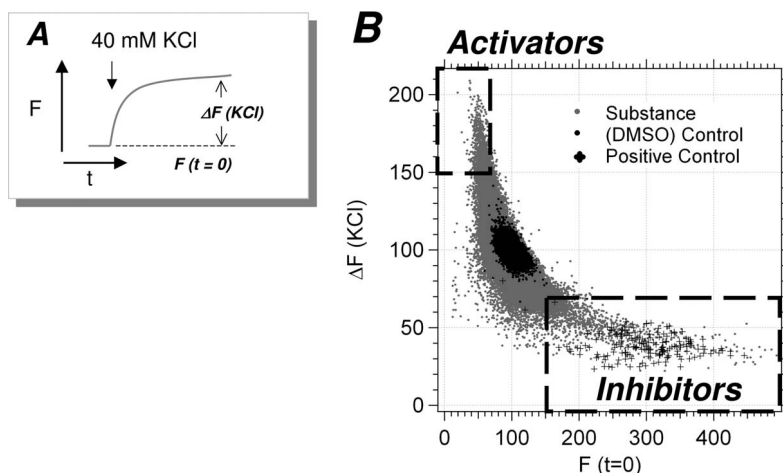 A
40 mM KCl
F
ΔF (KCl)
F (t = 0)
t
B
Activators
Substance
(DMSO) Control
Positive Control
200
150
100
50
0
ΔF (KCl)
Inhibitors
0 100 200 300 400
F (t=0)